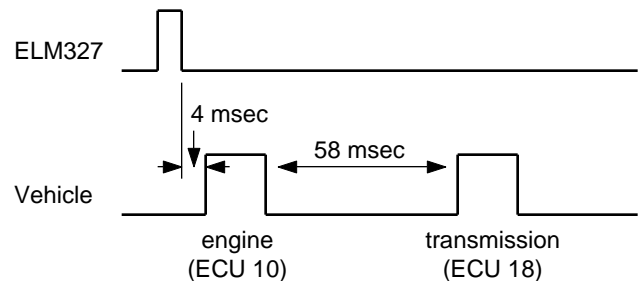 ELM327
4 msec
58 msec
Vehicle
engine
(ECU 10)
transmission
(ECU 18)